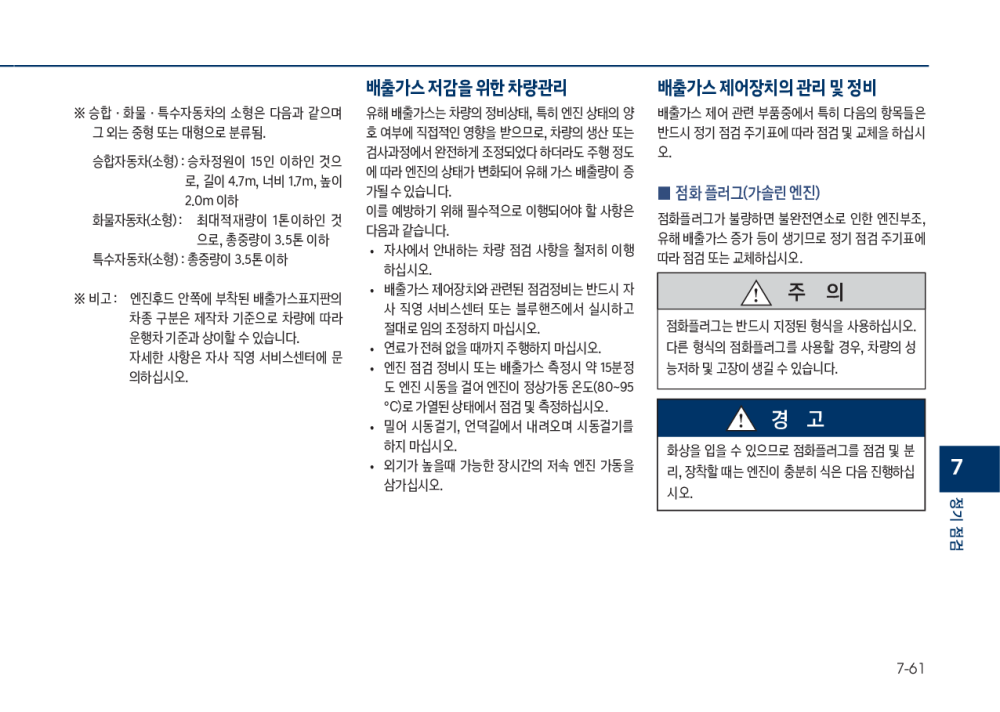 ※ 승합 · 화물 · 특수자동차의 소형은 다음과 같으며
그 외는 중형 또는 대형으로 분류됨.
승합자동차(소형) : 승차정원이 15인 이하인 것으
로, 길이 4.7m, 너비 1.7m, 높이
2.0m 이하
화물자동차(소형) : 최대적재량이 1톤이하인 것
으로, 총중량이 3.5톤 이하
특수자동차(소형) : 총중량이 3.5톤 이하
※ 비고 : 엔진후드 안쪽에 부착된 배출가스표지판의
차종 구분은 제작차 기준으로 차량에 따라
운행차 기준과 상이할 수 있습니다.
자세한 사항은 자사 직영 서비스센터에 문
의하십시오.
배출가스 저감을 위한 차량관리
유해 배출가스는 차량의 정비상태, 특히 엔진 상태의 양
호 여부에 직접적인 영향을 받으므로, 차량의 생산 또는
검사과정에서 완전하게 조정되었다 하더라도 주행 정도
에 따라 엔진의 상태가 변화되어 유해 가스 배출량이 증
가될 수 있습니다.
이를 예방하기 위해 필수적으로 이행되어야 할 사항은
다음과 같습니다.
• 자사에서 안내하는 차량 점검 사항을 철저히 이행
하십시오.
• 배출가스 제어장치와 관련된 점검정비는 반드시 자
사 직영 서비스센터 또는 블루핸즈에서 실시하고
절대로 임의 조정하지 마십시오.
• 연료가 전혀 없을 때까지 주행하지 마십시오.
• 엔진 점검 정비시 또는 배출가스 측정시 약 15분정
도 엔진 시동을 걸어 엔진이 정상가동 온도(80~95
°C)로 가열된 상태에서 점검 및 측정하십시오.
• 밀어 시동걸기, 언덕길에서 내려오며 시동걸기를
하지 마십시오.
• 외기가 높을때 가능한 장시간의 저속 엔진 가동을
삼가십시오.
배출가스 제어장치의 관리 및 정비
배출가스 제어 관련 부품중에서 특히 다음의 항목들은
반드시 정기 점검 주기표에 따라 점검 및 교체을 하십시
오.
■ 점화 플러그(가솔린 엔진)
점화플러그가 불량하면 불완전연소로 인한 엔진부조,
유해 배출가스 증가 등이 생기므로 정기 점검 주기표에
따라 점검 또는 교체하십시오.
주 의
점화플러그는 반드시 지정된 형식을 사용하십시오.
다른 형식의 점화플러그를 사용할 경우, 차량의 성
능저하 및 고장이 생길 수 있습니다.
경 고
화상을 입을 수 있으므로 점화플러그를 점검 및 분
리, 장착할 때는 엔진이 충분히 식은 다음 진행하십
시오.
7
정기 점검
7-61